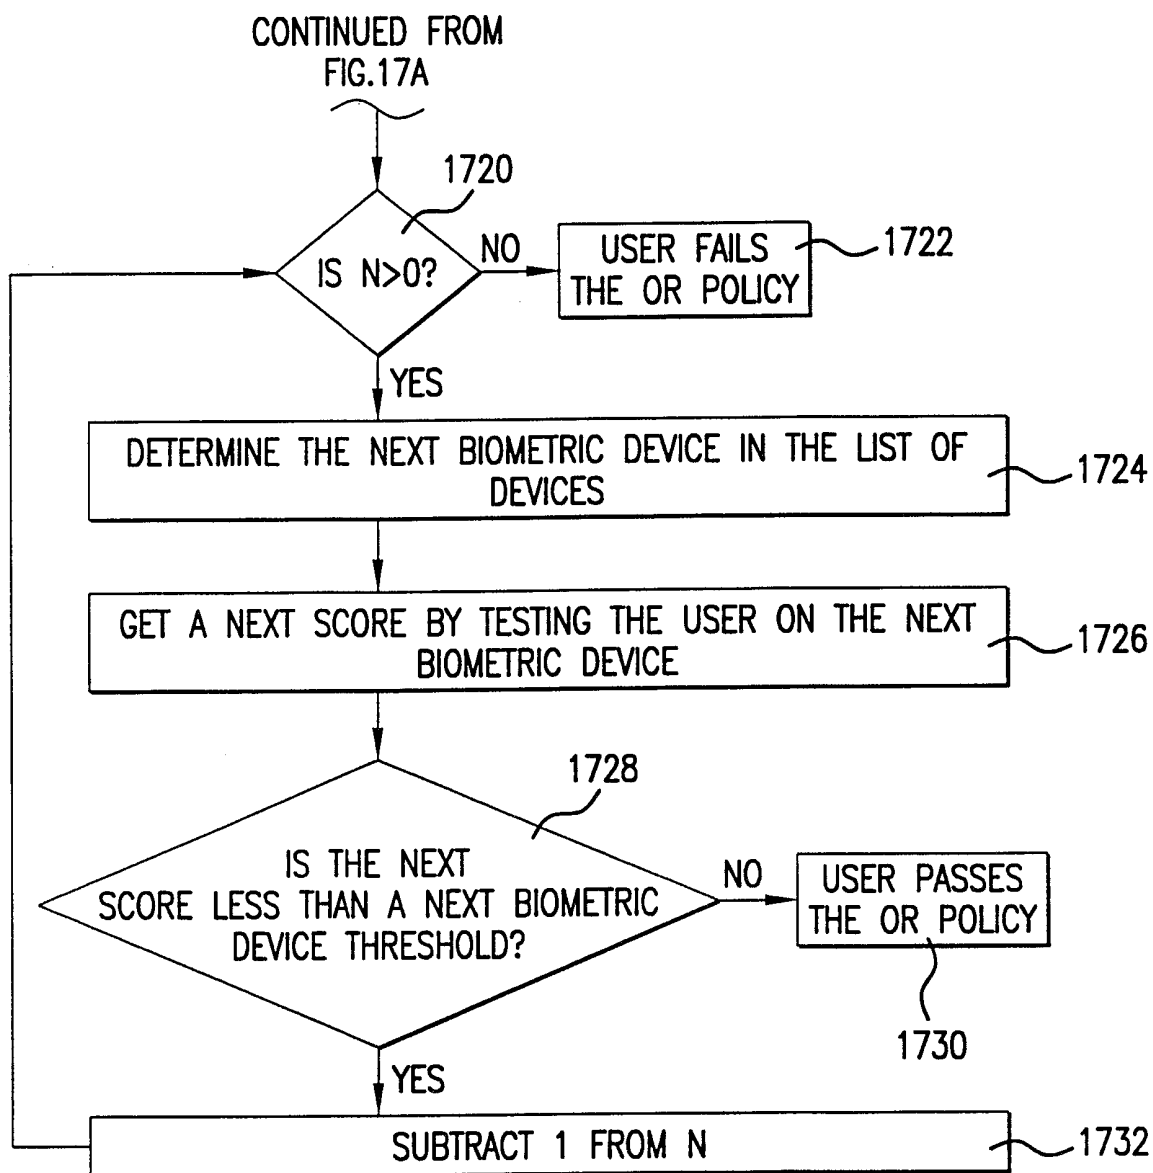 CONTINUED FROM
FIG.17A
1720
IS N>0?
NO
USER FAILS
THE OR POLICY
1722
YES
DETERMINE THE NEXT BIOMETRIC DEVICE IN THE LIST OF
DEVICES
1724
GET A NEXT SCORE BY TESTING THE USER ON THE NEXT
BIOMETRIC DEVICE
1726
1728
IS THE NEXT
SCORE LESS THAN A NEXT BIOMETRIC
DEVICE THRESHOLD?
NO
USER PASSES
THE OR POLICY
1730
YES
SUBTRACT 1 FROM N
1732